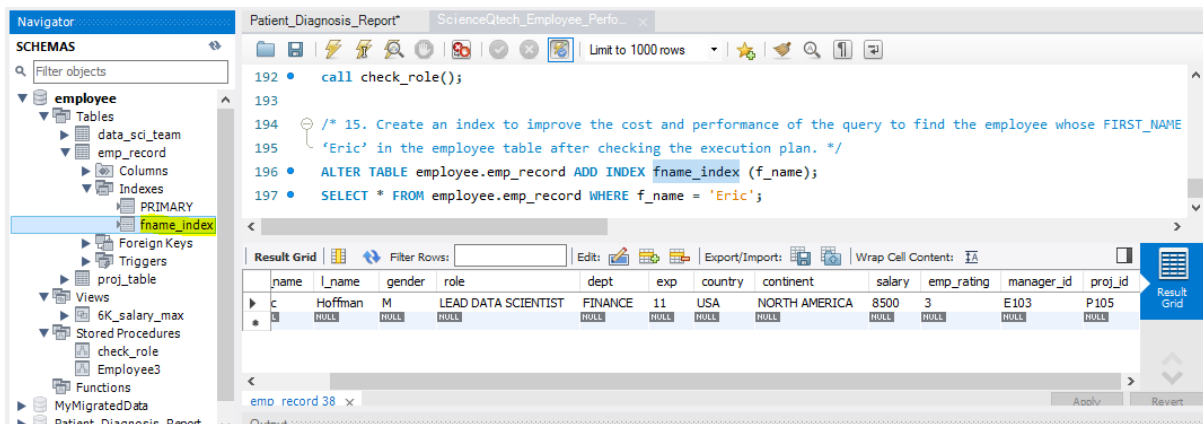 Navigator
SCHEMAS
Filter objects
employee
Tables
data_sci_team
emp_record
Columns
Indexes
PRIMARY
fname_index
Foreign Keys
Triggers
proj_table
Views
6K_salary_max
Stored Procedures
check_role
Employee3
Functions
MyMigratedData
Patient_Diagnosis_Report
Patient_Diagnosis_Report* ScienceQtech_Employee_Perfo...
Limit to 1000 rows
192 call check_role();
193
194 /* 15. Create an index to improve the cost and performance of the query to find the employee whose FIRST_NAME
195 ‘Eric’ in the employee table after checking the execution plan. */
196 ALTER TABLE employee.emp_record ADD INDEX fname_index (f_name);
197 SELECT * FROM employee.emp_record WHERE f_name = 'Eric';
Result Grid Filter Rows: Edit: Export/Import: Wrap Cell Content: IA
name l_name gender role dept exp country continent salary emp_rating manager_id proj_id
c Hoffman M LEAD DATA SCIENTIST FINANCE 11 USA NORTH AMERICA 8500 3 E103 P105
L NULL NULL NULL NULL NULL NULL NULL NULL NULL NULL NULL
Result
Grid
emp_record 38 Apply Revert
Output